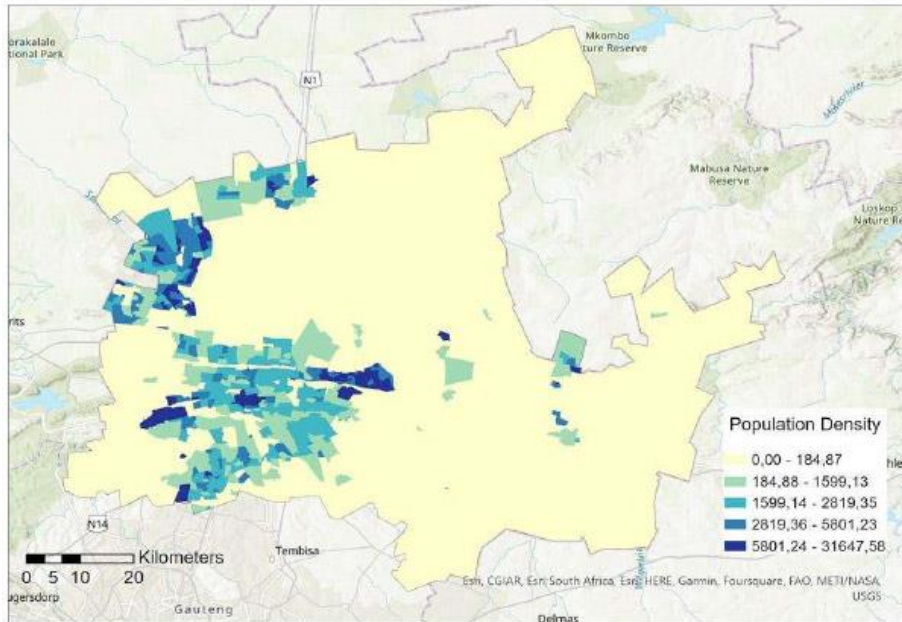 orakalalo
tional Park
N1
Mkombo
ture Reserve
Mabusa Nature
Reserve
Loskop
Nature Re
rits
Population Density
0,00 - 184,87
184,88 - 1599,13
1599,14 - 2819,35
2819,36 - 5801,23
5801,24 - 31647,58
N14
Kilometers
0 5 10 20
Tembisa
ugersdorp
Gauteng
Delmas
Esri, CGIAR, Esri South Africa, Esri, HERE, Garmin, Foursquare, FAO, METI/NASA,
USGS